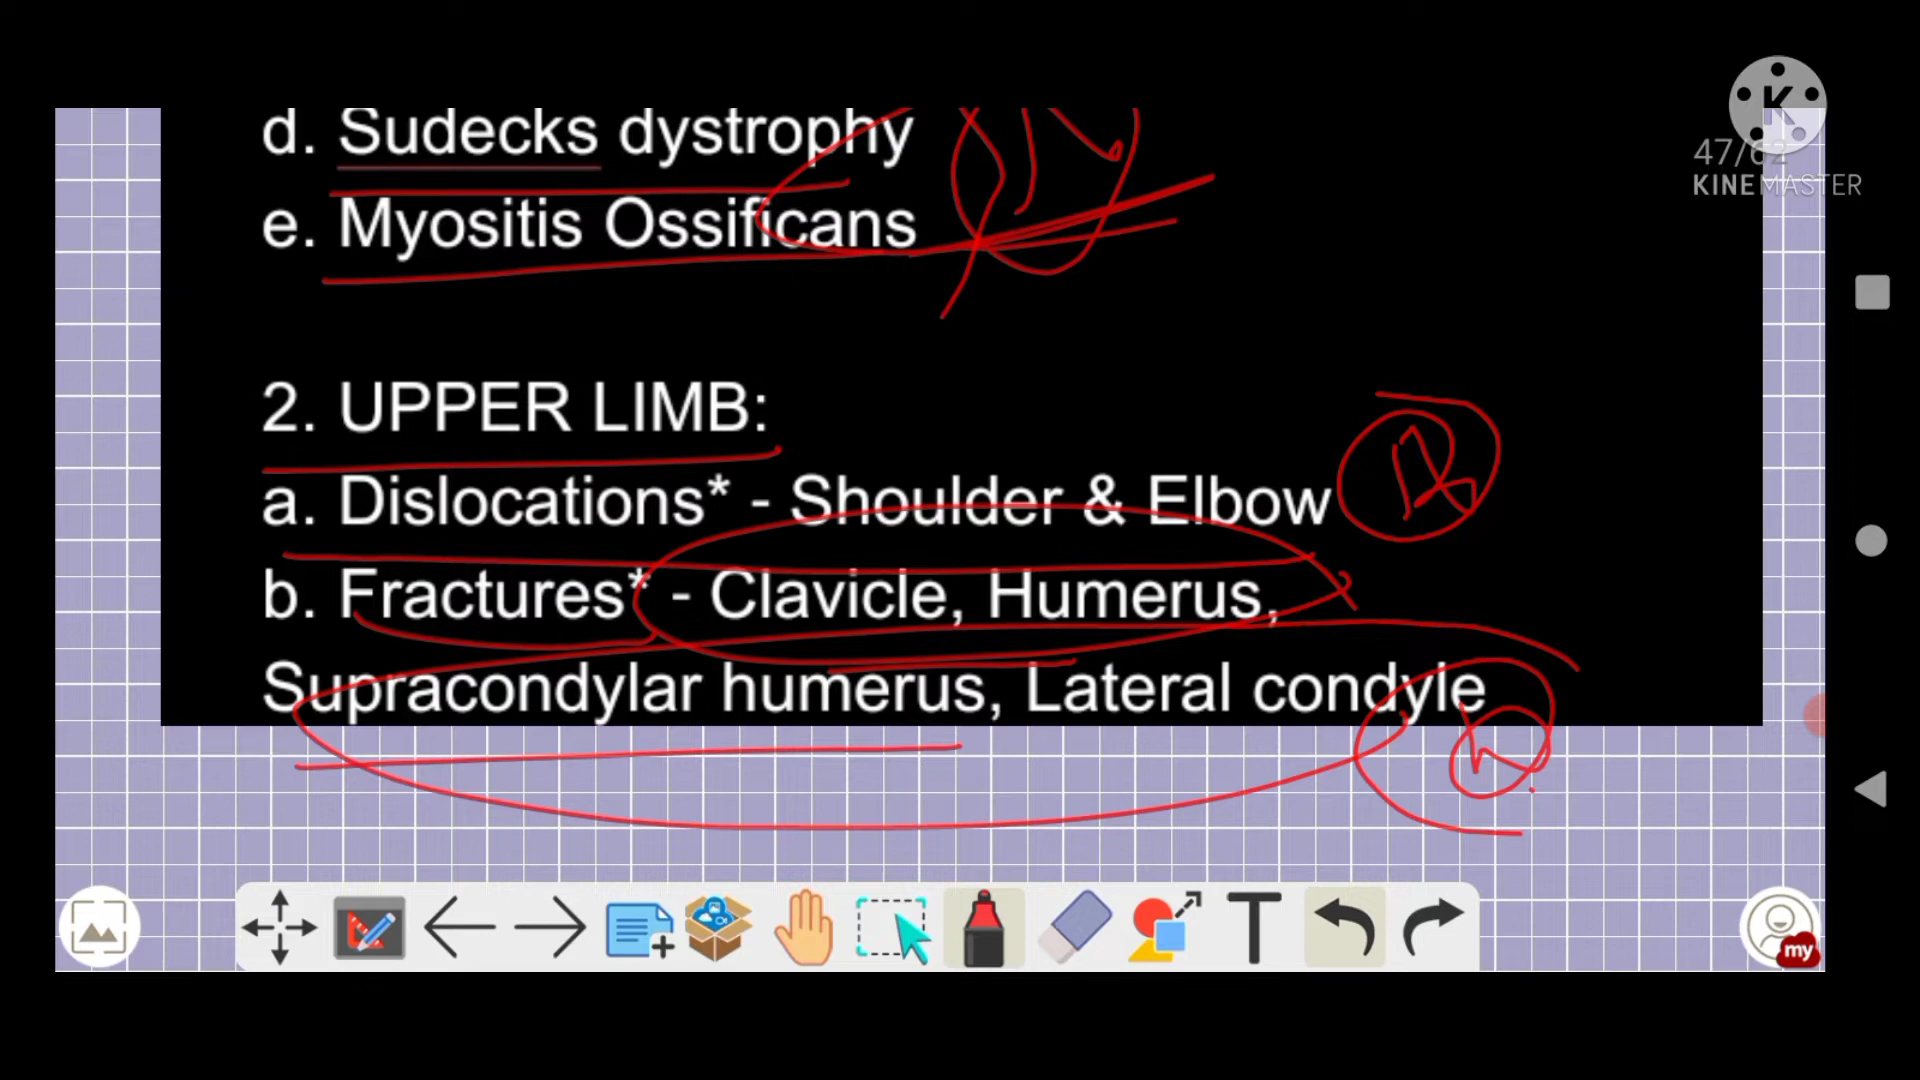 d. Sudecks dystrophy
e. Myositis Ossificans
2. UPPER LIMB:
a. Dislocations* - Shoulder & Elbow
b. Fractures* - Clavicle, Humerus,
Supracondylar humerus, Lateral condyle
K
47/62
KINEMASTER
T
my